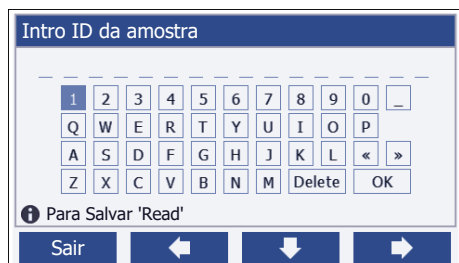 Intro ID da amostra
_ _ _ _ _ _ _ _ _ _ _ _ _ _ _ _
1 2 3 4 5 6 7 8 9 0 _
Q W E R T Y U I O P
A S D F G H J K L « »
Z X C V B N M Delete OK
Para Salvar 'Read'
Sair